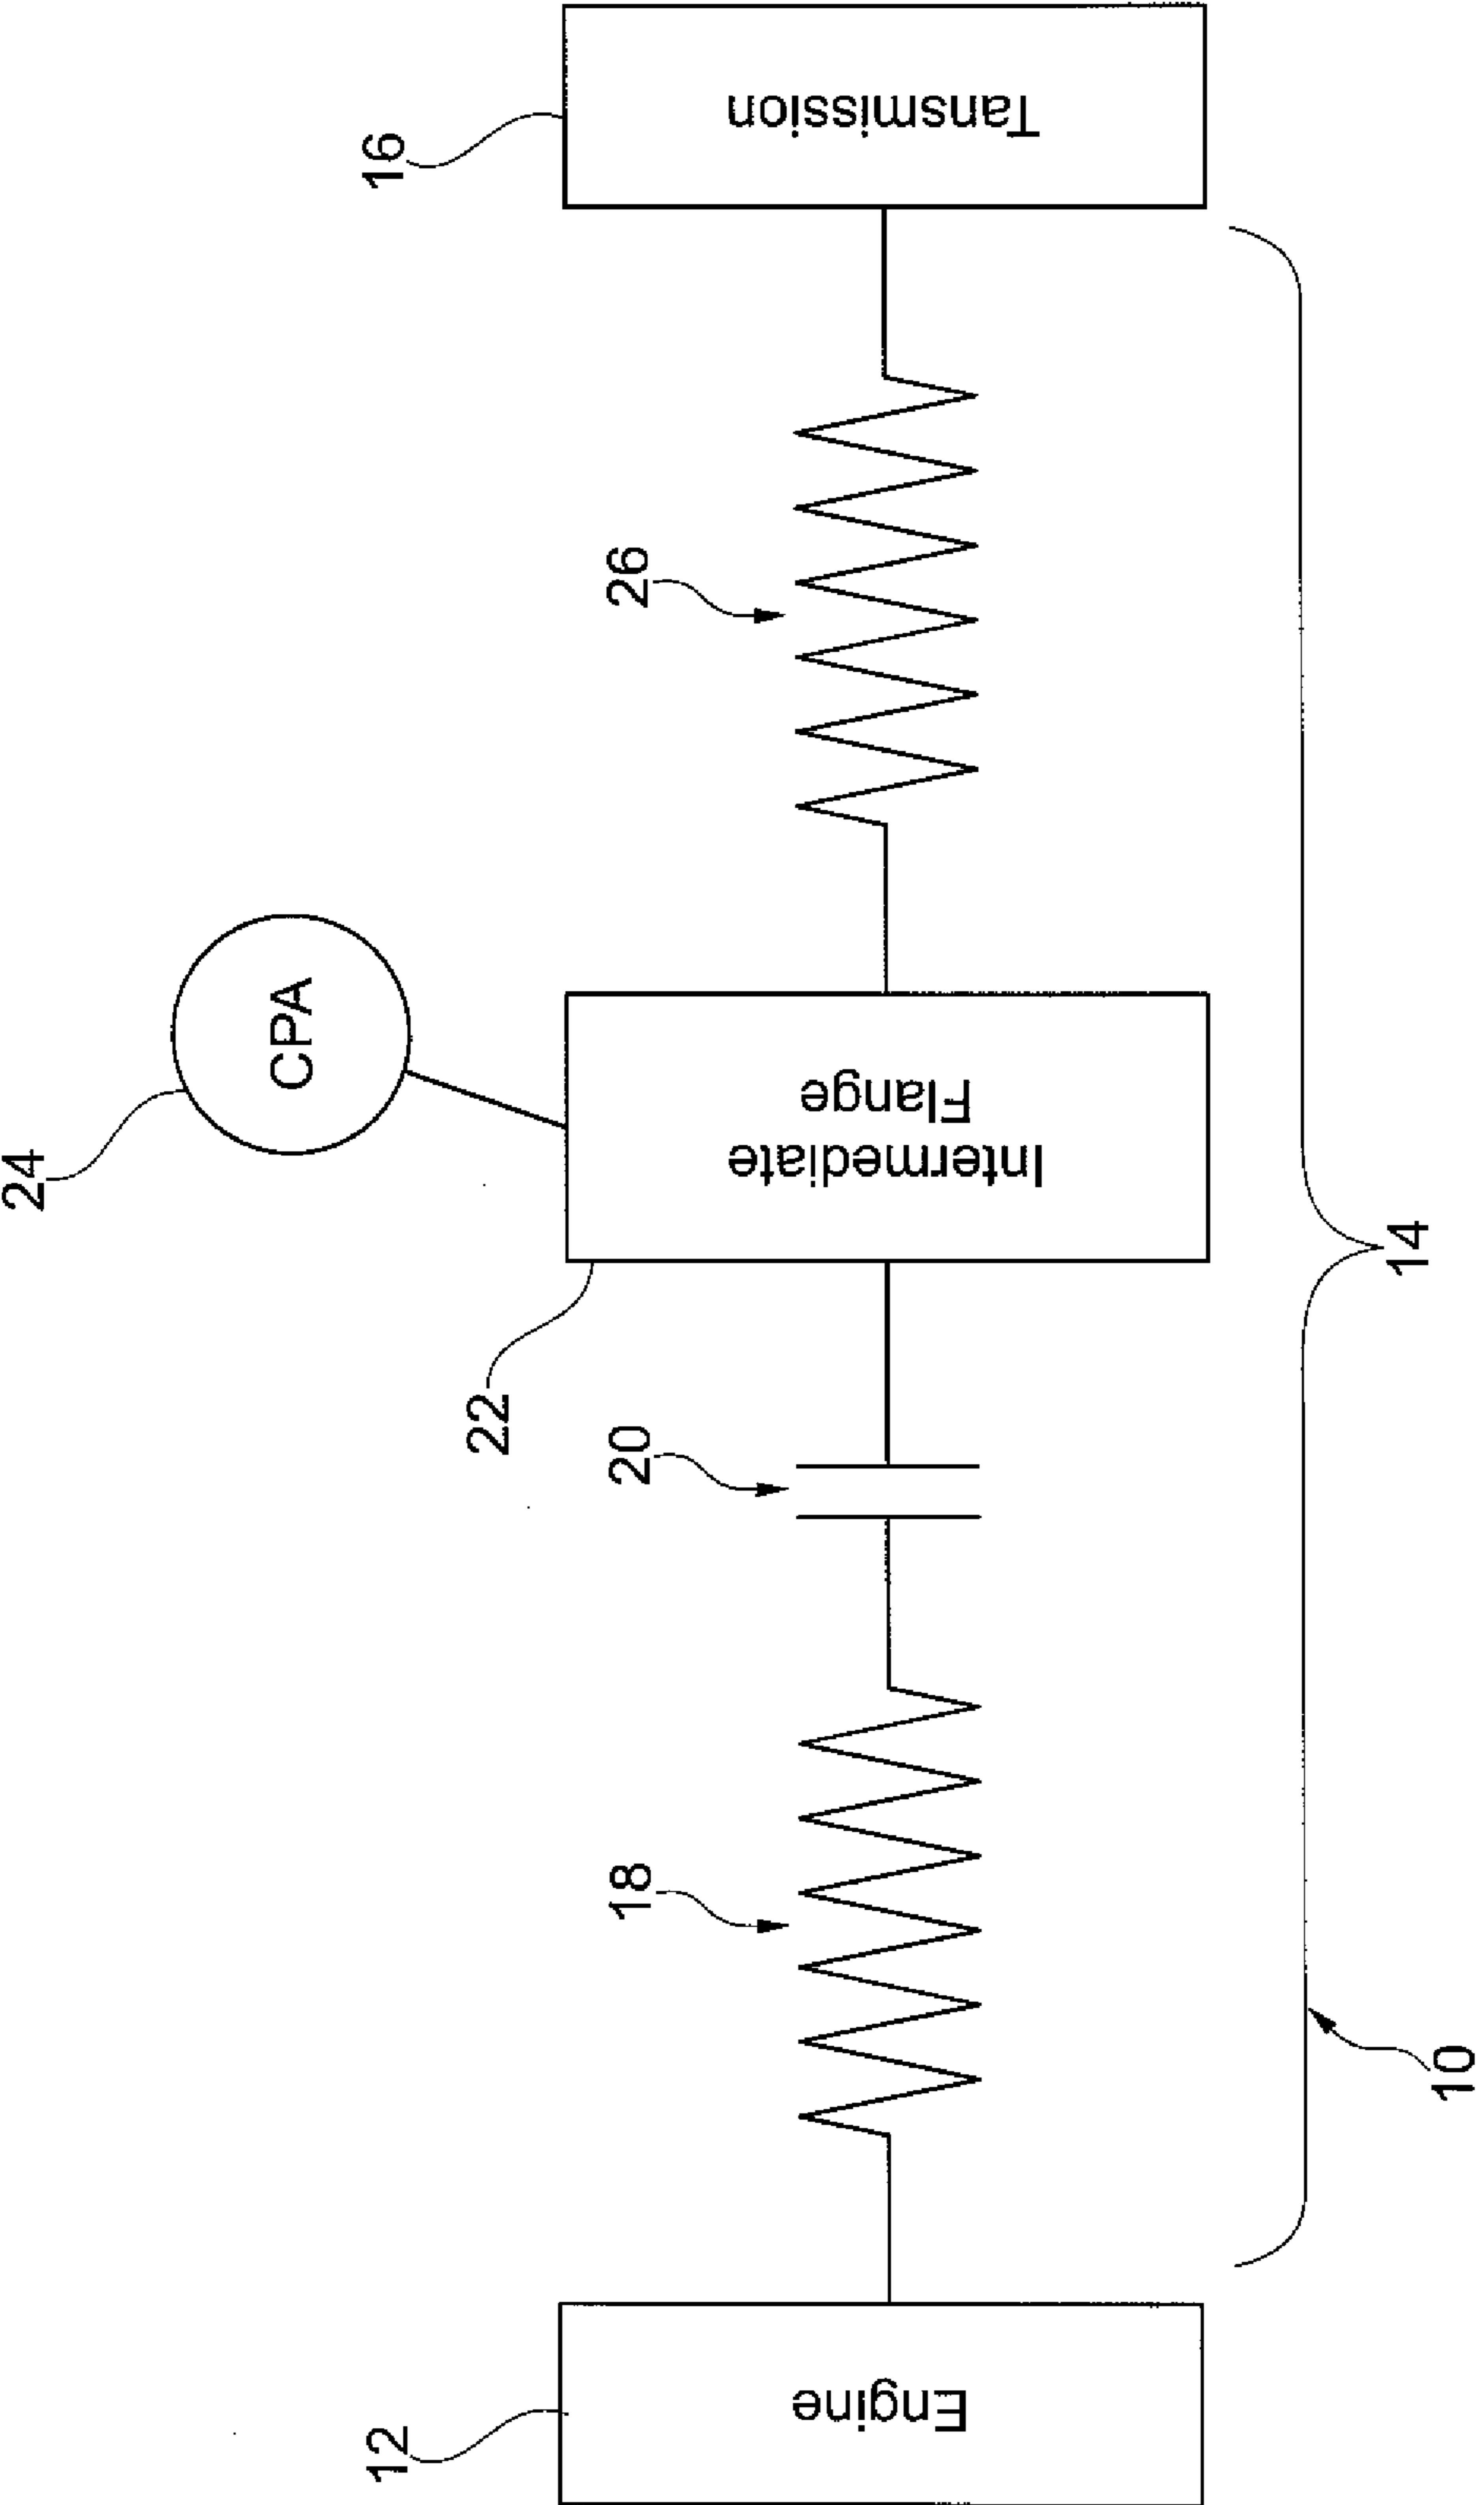 24
CPA
12
16
22
18
20
26
Engine
Intermediate
Flange
Tansmission
14
10